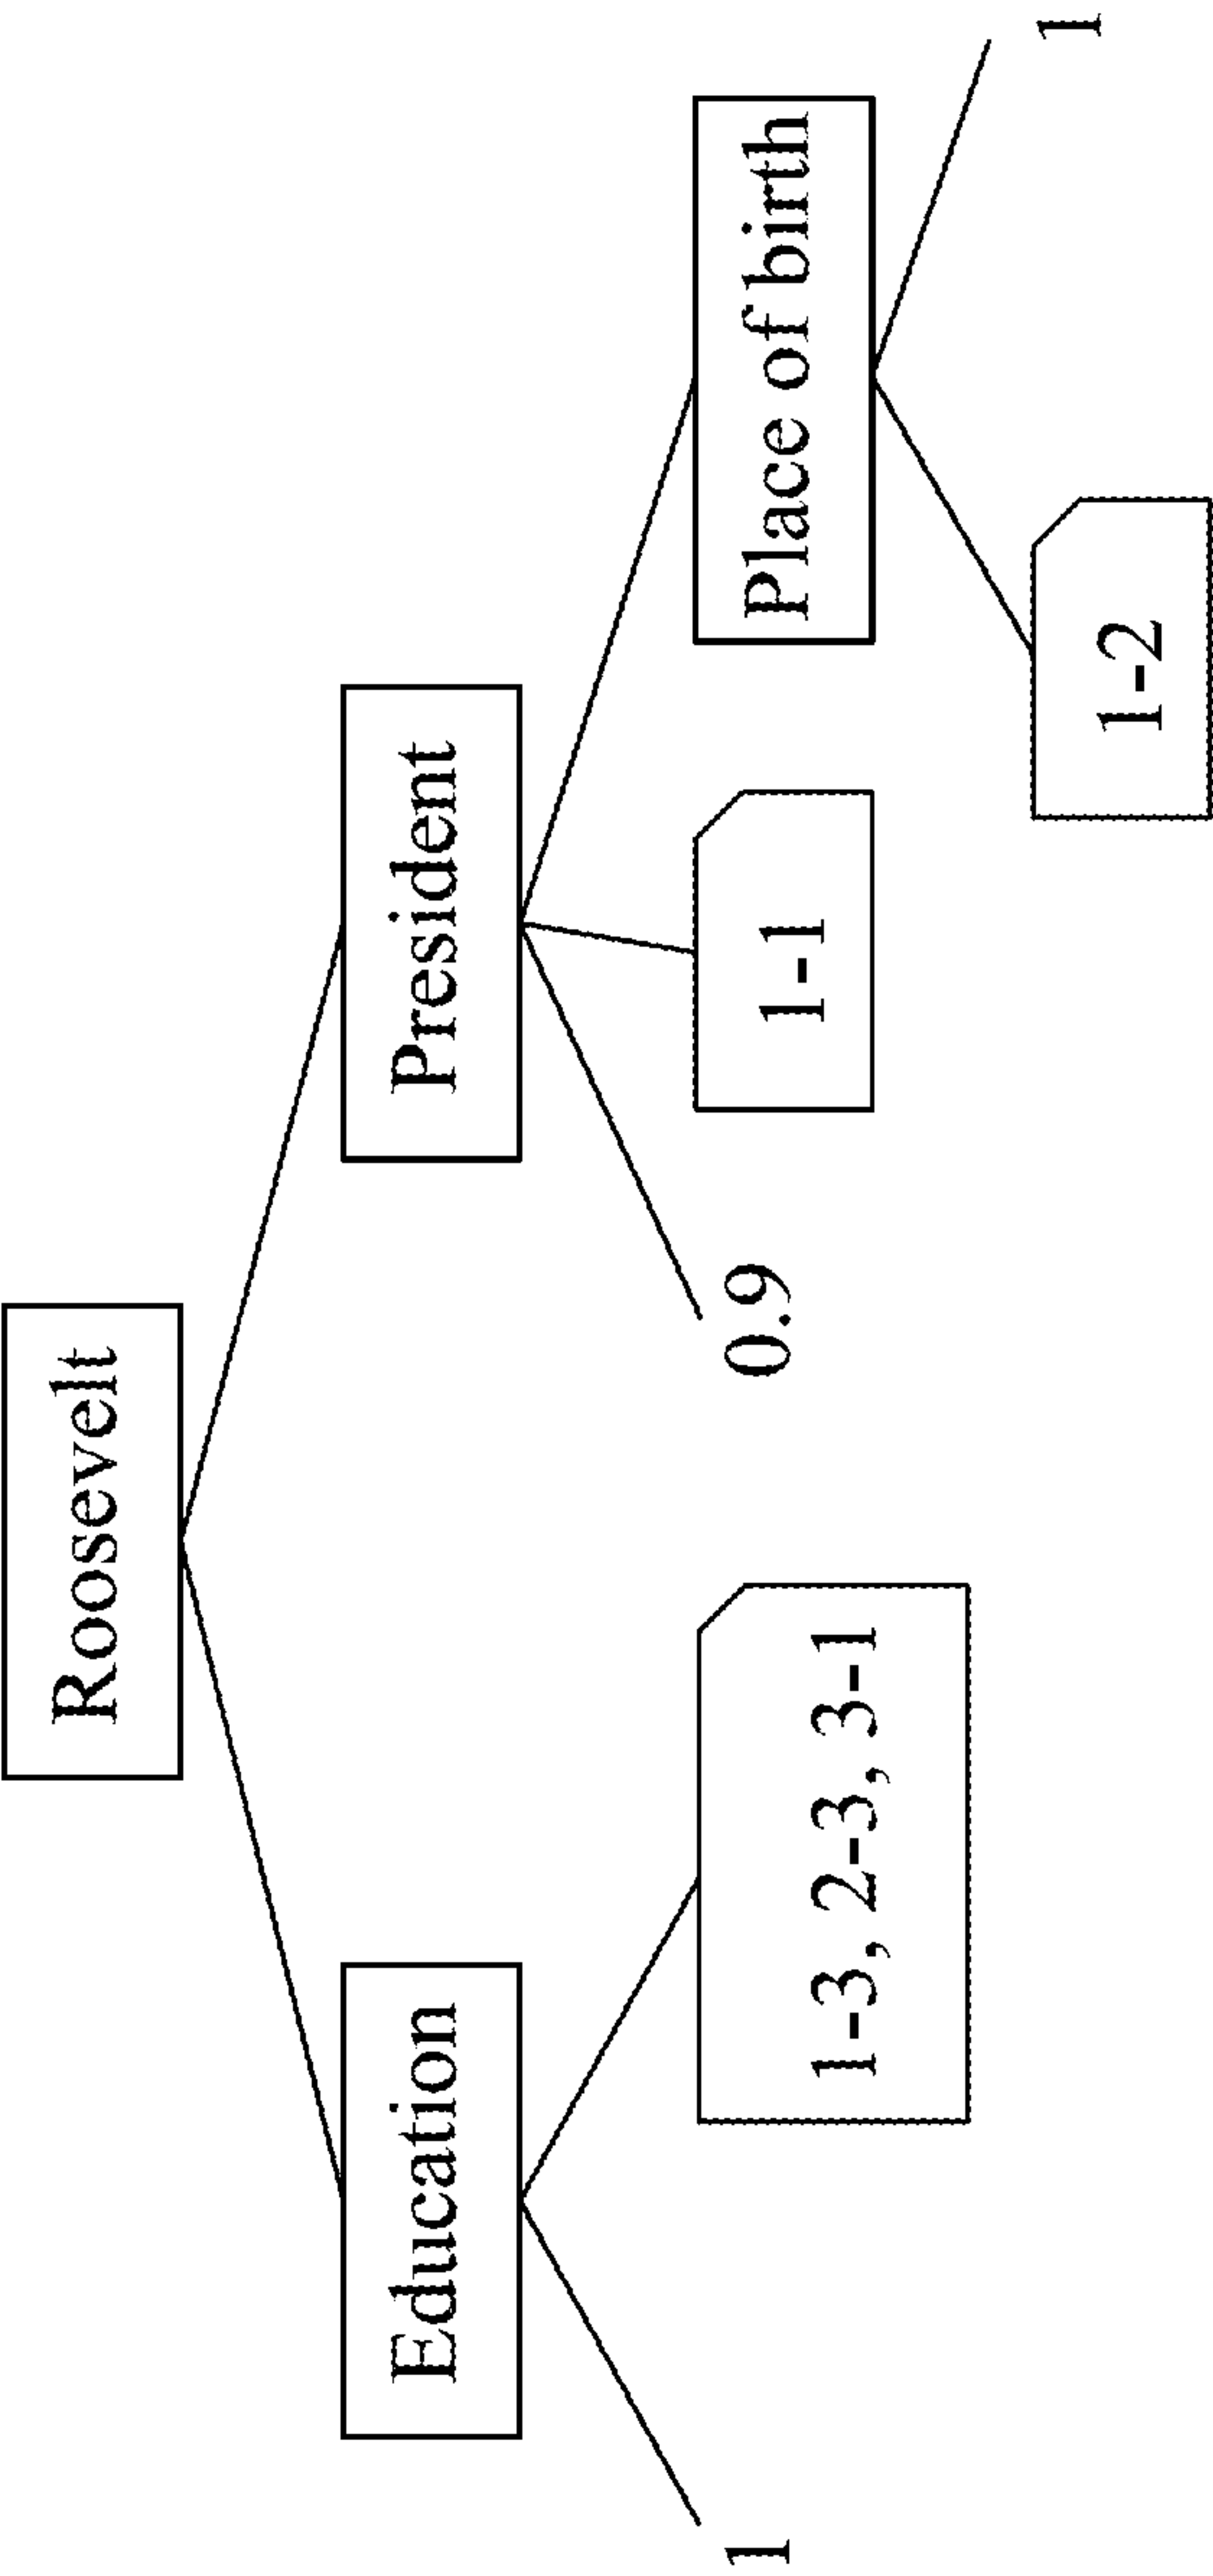 Roosevelt
Education
President
1
1-3, 2-3, 3-1
0.9
1-1
Place of birth
1-2
1